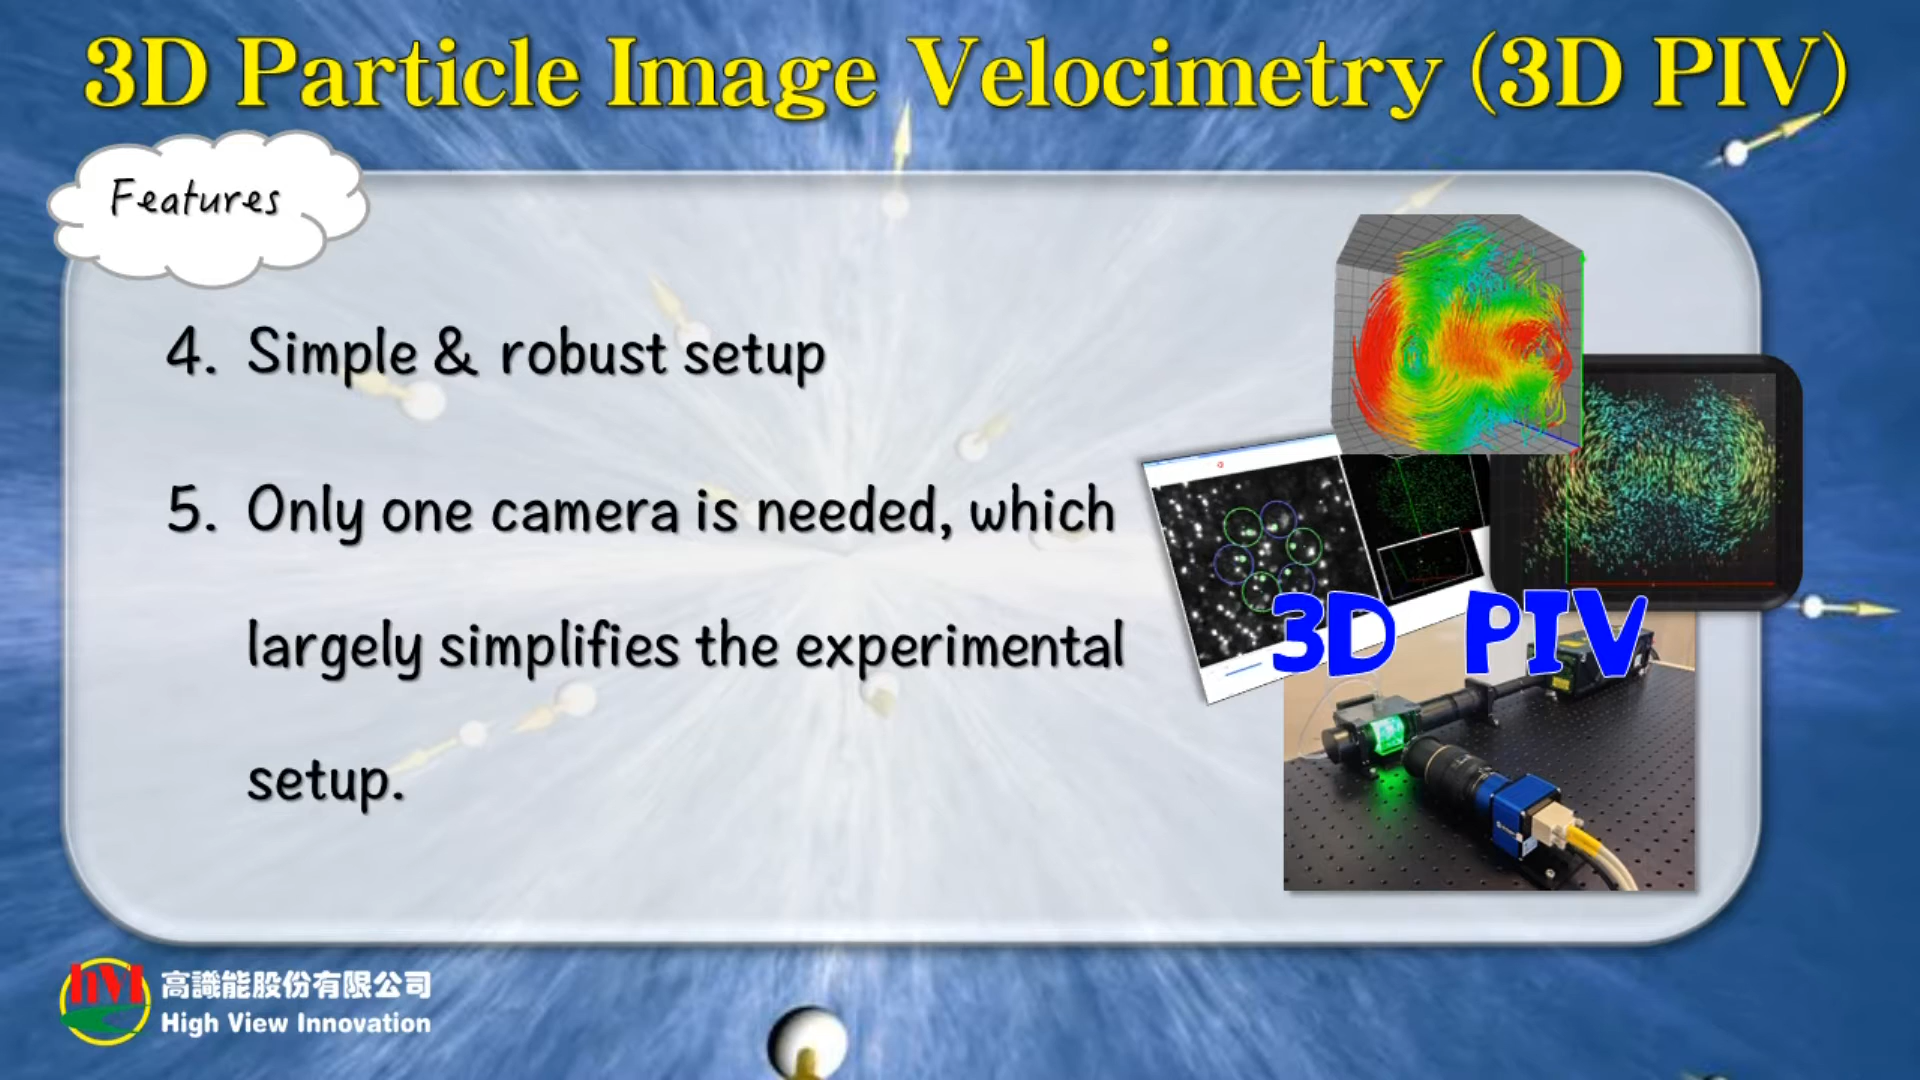 3D Particle Image Velocimetry (3D PIV)
Features
4. Simple & robust setup
5. Only one camera is needed, which
largely simplifies the experimental
setup.
3D PIV
HVI
高識能股份有限公司
High View Innovation